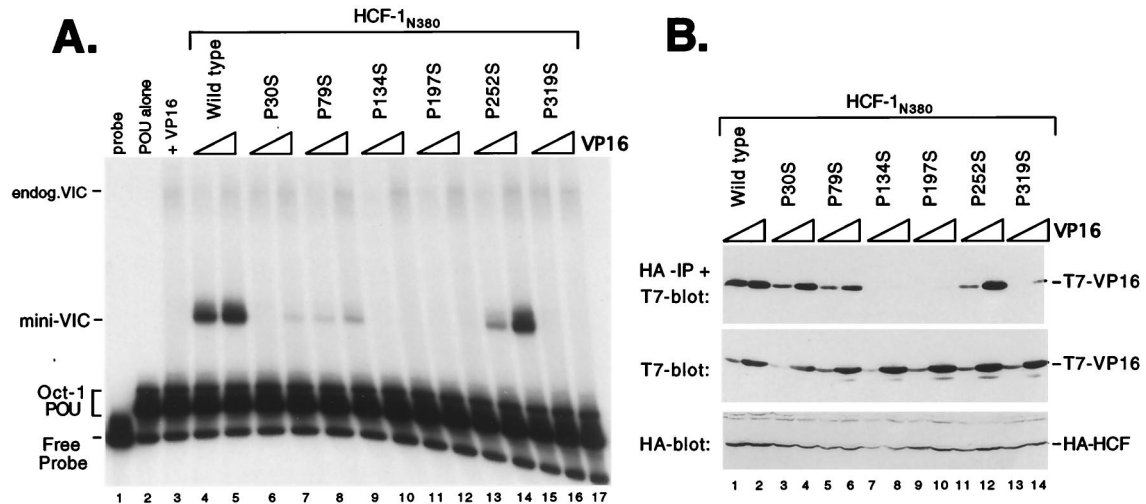 A.
HCF-1N380
probe
POU alone
+ VP16
Wild type
P30S
P79S
P134S
P197S
P252S
P319S
VP16
endog.VIC
mini-VIC
Oct-1
POU
Free
Probe
1 2 3 4 5 6 7 8 9 10 11 12 13 14 15 16 17
B.
HCF-1N380
Wild type
P30S
P79S
P134S
P197S
P252S
P319S
VP16
HA -IP +
T7-blot:
T7-VP16
T7-blot:
T7-VP16
HA-blot:
HA-HCF
1 2 3 4 5 6 7 8 9 10 11 12 13 14